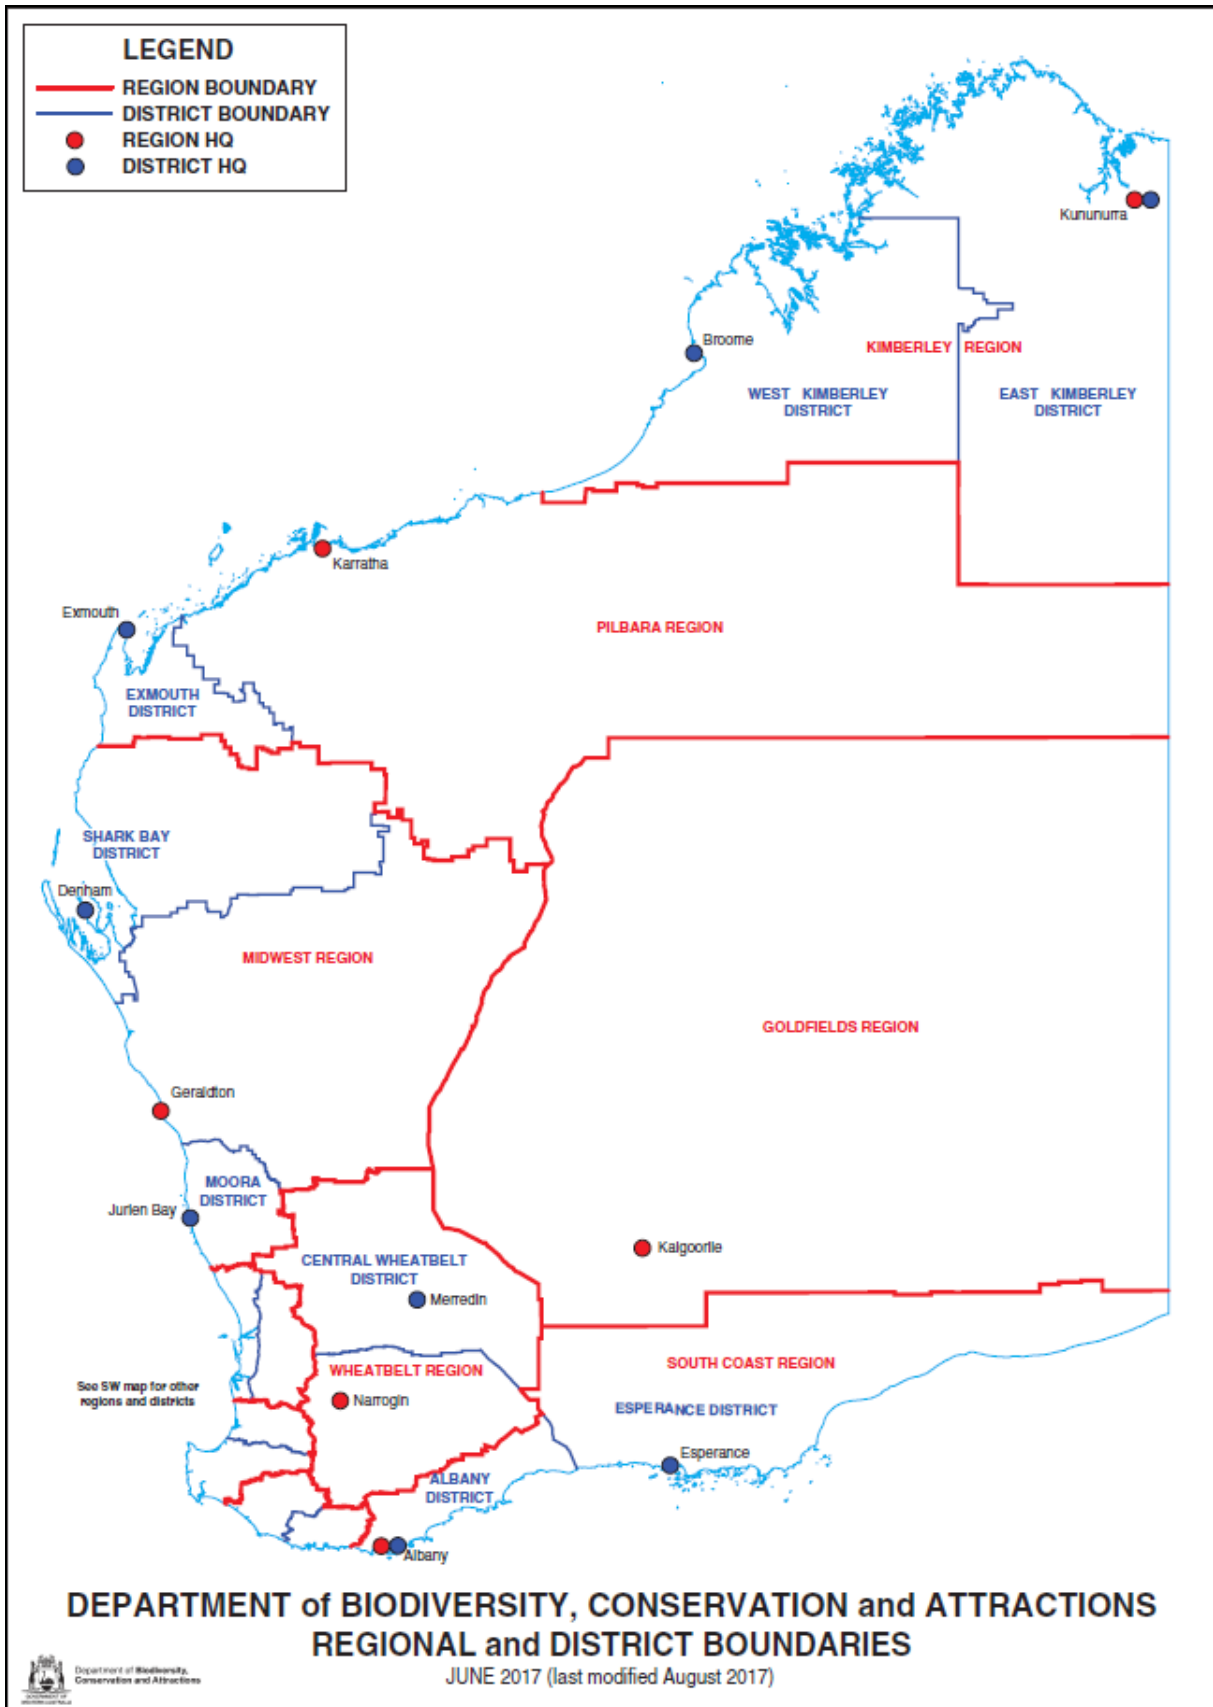 LEGEND
REGION BOUNDARY
DISTRICT BOUNDARY
REGION HQ
DISTRICT HQ
Kununurra
Broome
KIMBERLEY REGION
WEST KIMBERLEY
DISTRICT
EAST KIMBERLEY
DISTRICT
Karratha
Exmouth
PILBARA REGION
EXMOUTH
DISTRICT
SHARK BAY
DISTRICT
Denham
MIDWEST REGION
GOLDFIELDS REGION
Geraldton
MOORA
DISTRICT
Jurien Bay
Kalgoorlie
CENTRAL WHEATBELT
DISTRICT
Merredin
WHEATBELT REGION
SOUTH COAST REGION
See SW map for other
regions and districts
Narrogin
ESPERANCE DISTRICT
Esperance
ALBANY
DISTRICT
Albany
DEPARTMENT of BIODIVERSITY, CONSERVATION and ATTRACTIONS
REGIONAL and DISTRICT BOUNDARIES
JUNE 2017 (last modified August 2017)
Department of Biodiversity,
Conservation and Attractions
GOVERNMENT OF
WESTERN AUSTRALIA